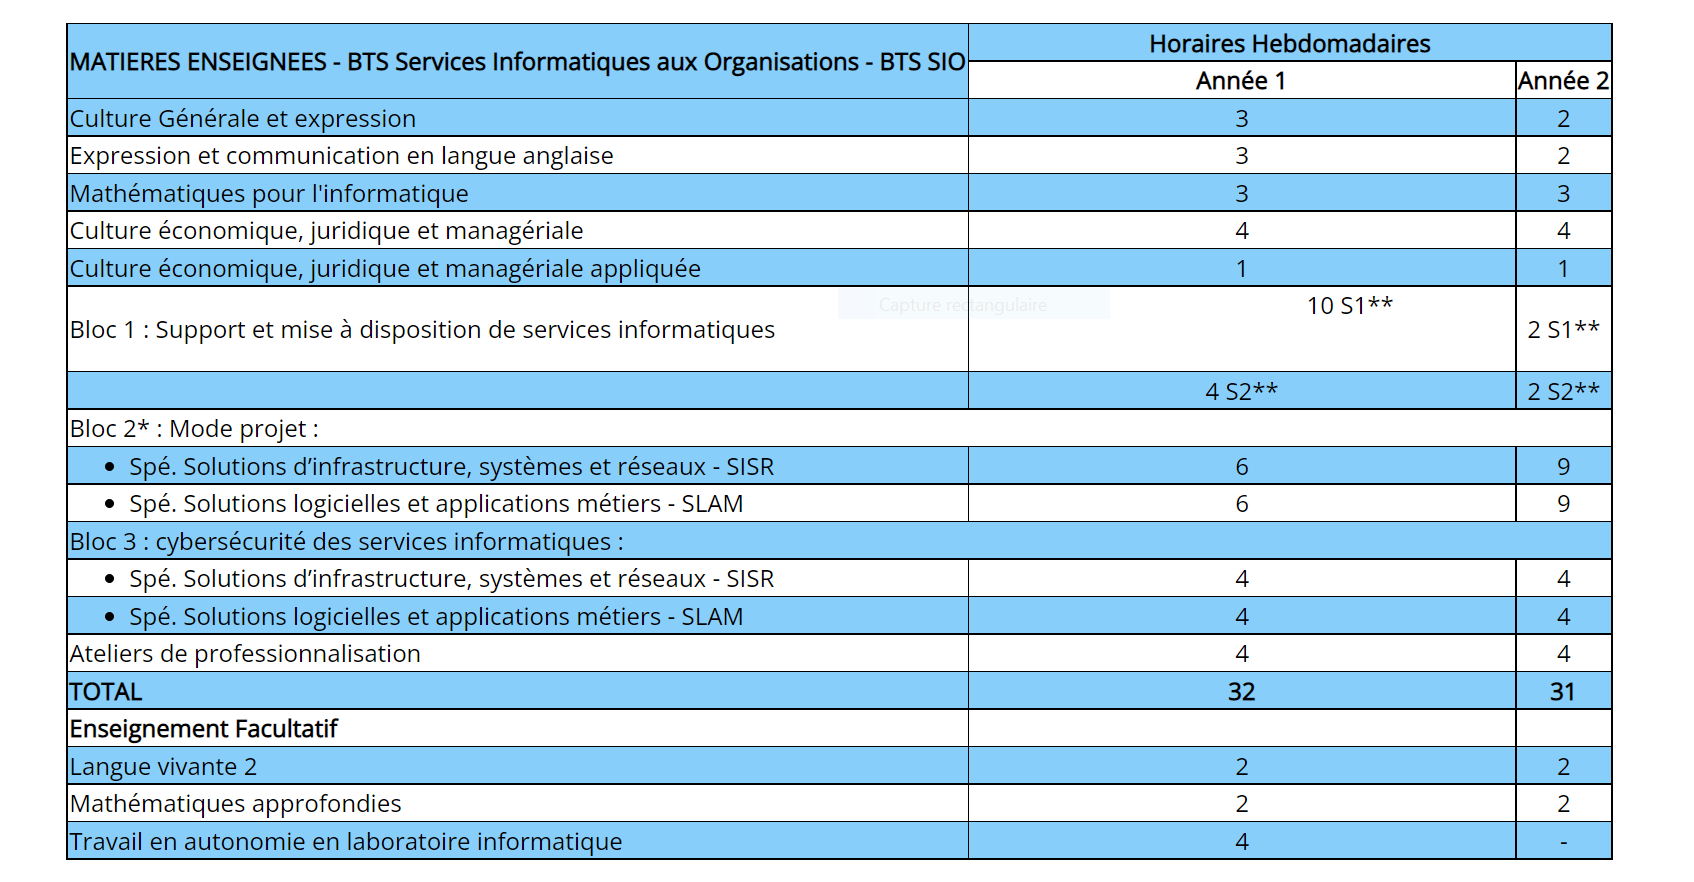 MATIERES ENSEIGNEES - BTS Services Informatiques aux Organisations - BTS SIO
Horaires Hebdomadaires
Année 1 Année 2
Culture Générale et expression 3 2
Expression et communication en langue anglaise 3 2
Mathématiques pour l'informatique 3 3
Culture économique, juridique et managériale 4 4
Culture économique, juridique et managériale appliquée 1 1
Capture rectangulaire
Bloc 1 : Support et mise à disposition de services informatiques 10 S1** 2 S1**
4 S2** 2 S2**
Bloc 2* : Mode projet :
• Spé. Solutions d’infrastructure, systèmes et réseaux - SISR 6 9
• Spé. Solutions logicielles et applications métiers - SLAM 6 9
Bloc 3 : cybersécurité des services informatiques :
• Spé. Solutions d’infrastructure, systèmes et réseaux - SISR 4 4
• Spé. Solutions logicielles et applications métiers - SLAM 4 4
Ateliers de professionnalisation 4 4
TOTAL 32 31
Enseignement Facultatif
Langue vivante 2 2 2
Mathématiques approfondies 2 2
Travail en autonomie en laboratoire informatique 4 -